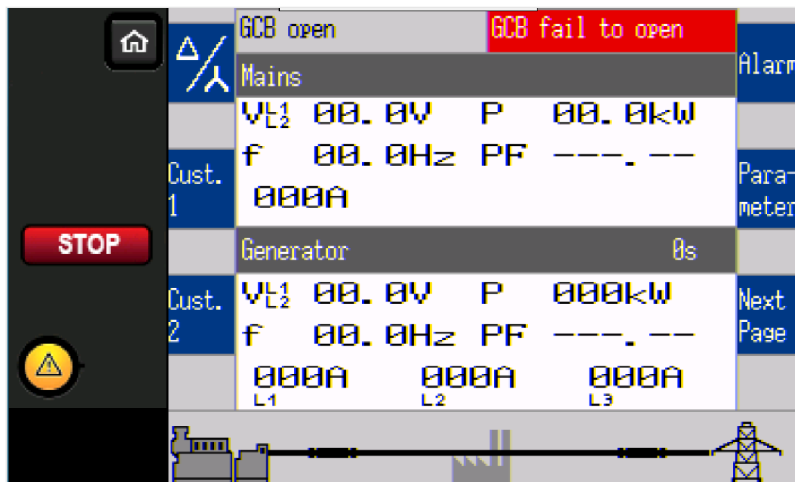 GCB open GCB fail to open
Mains Alarm
VL1 L2 00.0V P 00.0kW
f 00.0Hz PF ---.--
Cust. 1
000A
Para-meter
STOP
Generator 0s
VL1 L2 00.0V P 000kW
Cust. 2
Next Page
f 00.0Hz PF ---.--
000A 000A 000A
L1 L2 L3